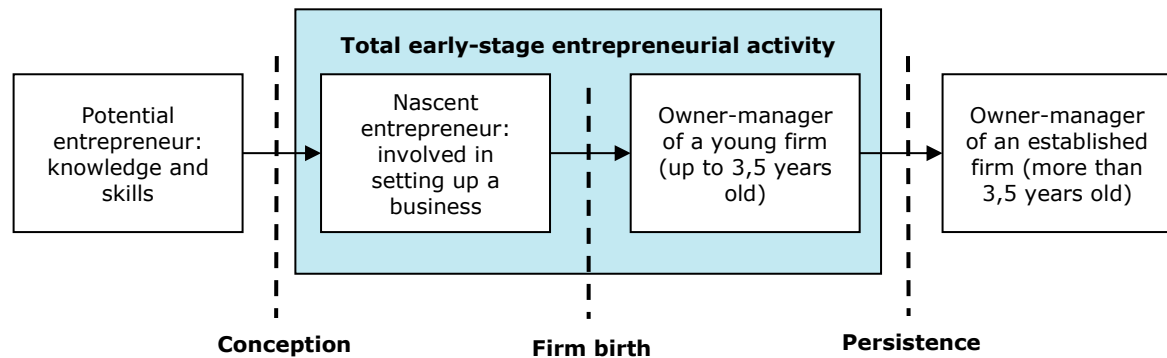 Total early-stage entrepreneurial activity
Potential
entrepreneur:
knowledge and
skills
Nascent
entrepreneur:
involved in
setting up a
business
Owner-manager
of a young firm
(up to 3,5 years
old)
Owner-manager
of an established
firm (more than
3,5 years old)
Conception
Firm birth
Persistence